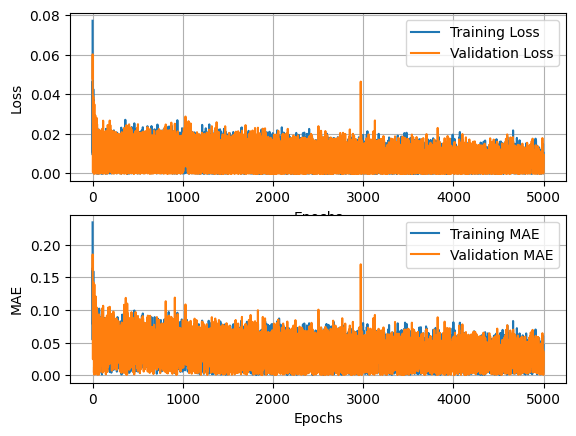 0.08
0.06
0.04
0.02
0.00
Loss
Training Loss
Validation Loss
0 1000 2000 3000 4000 5000
Epochs
0.20
0.15
0.10
0.05
0.00
MAE
Training MAE
Validation MAE
0 1000 2000 3000 4000 5000
Epochs